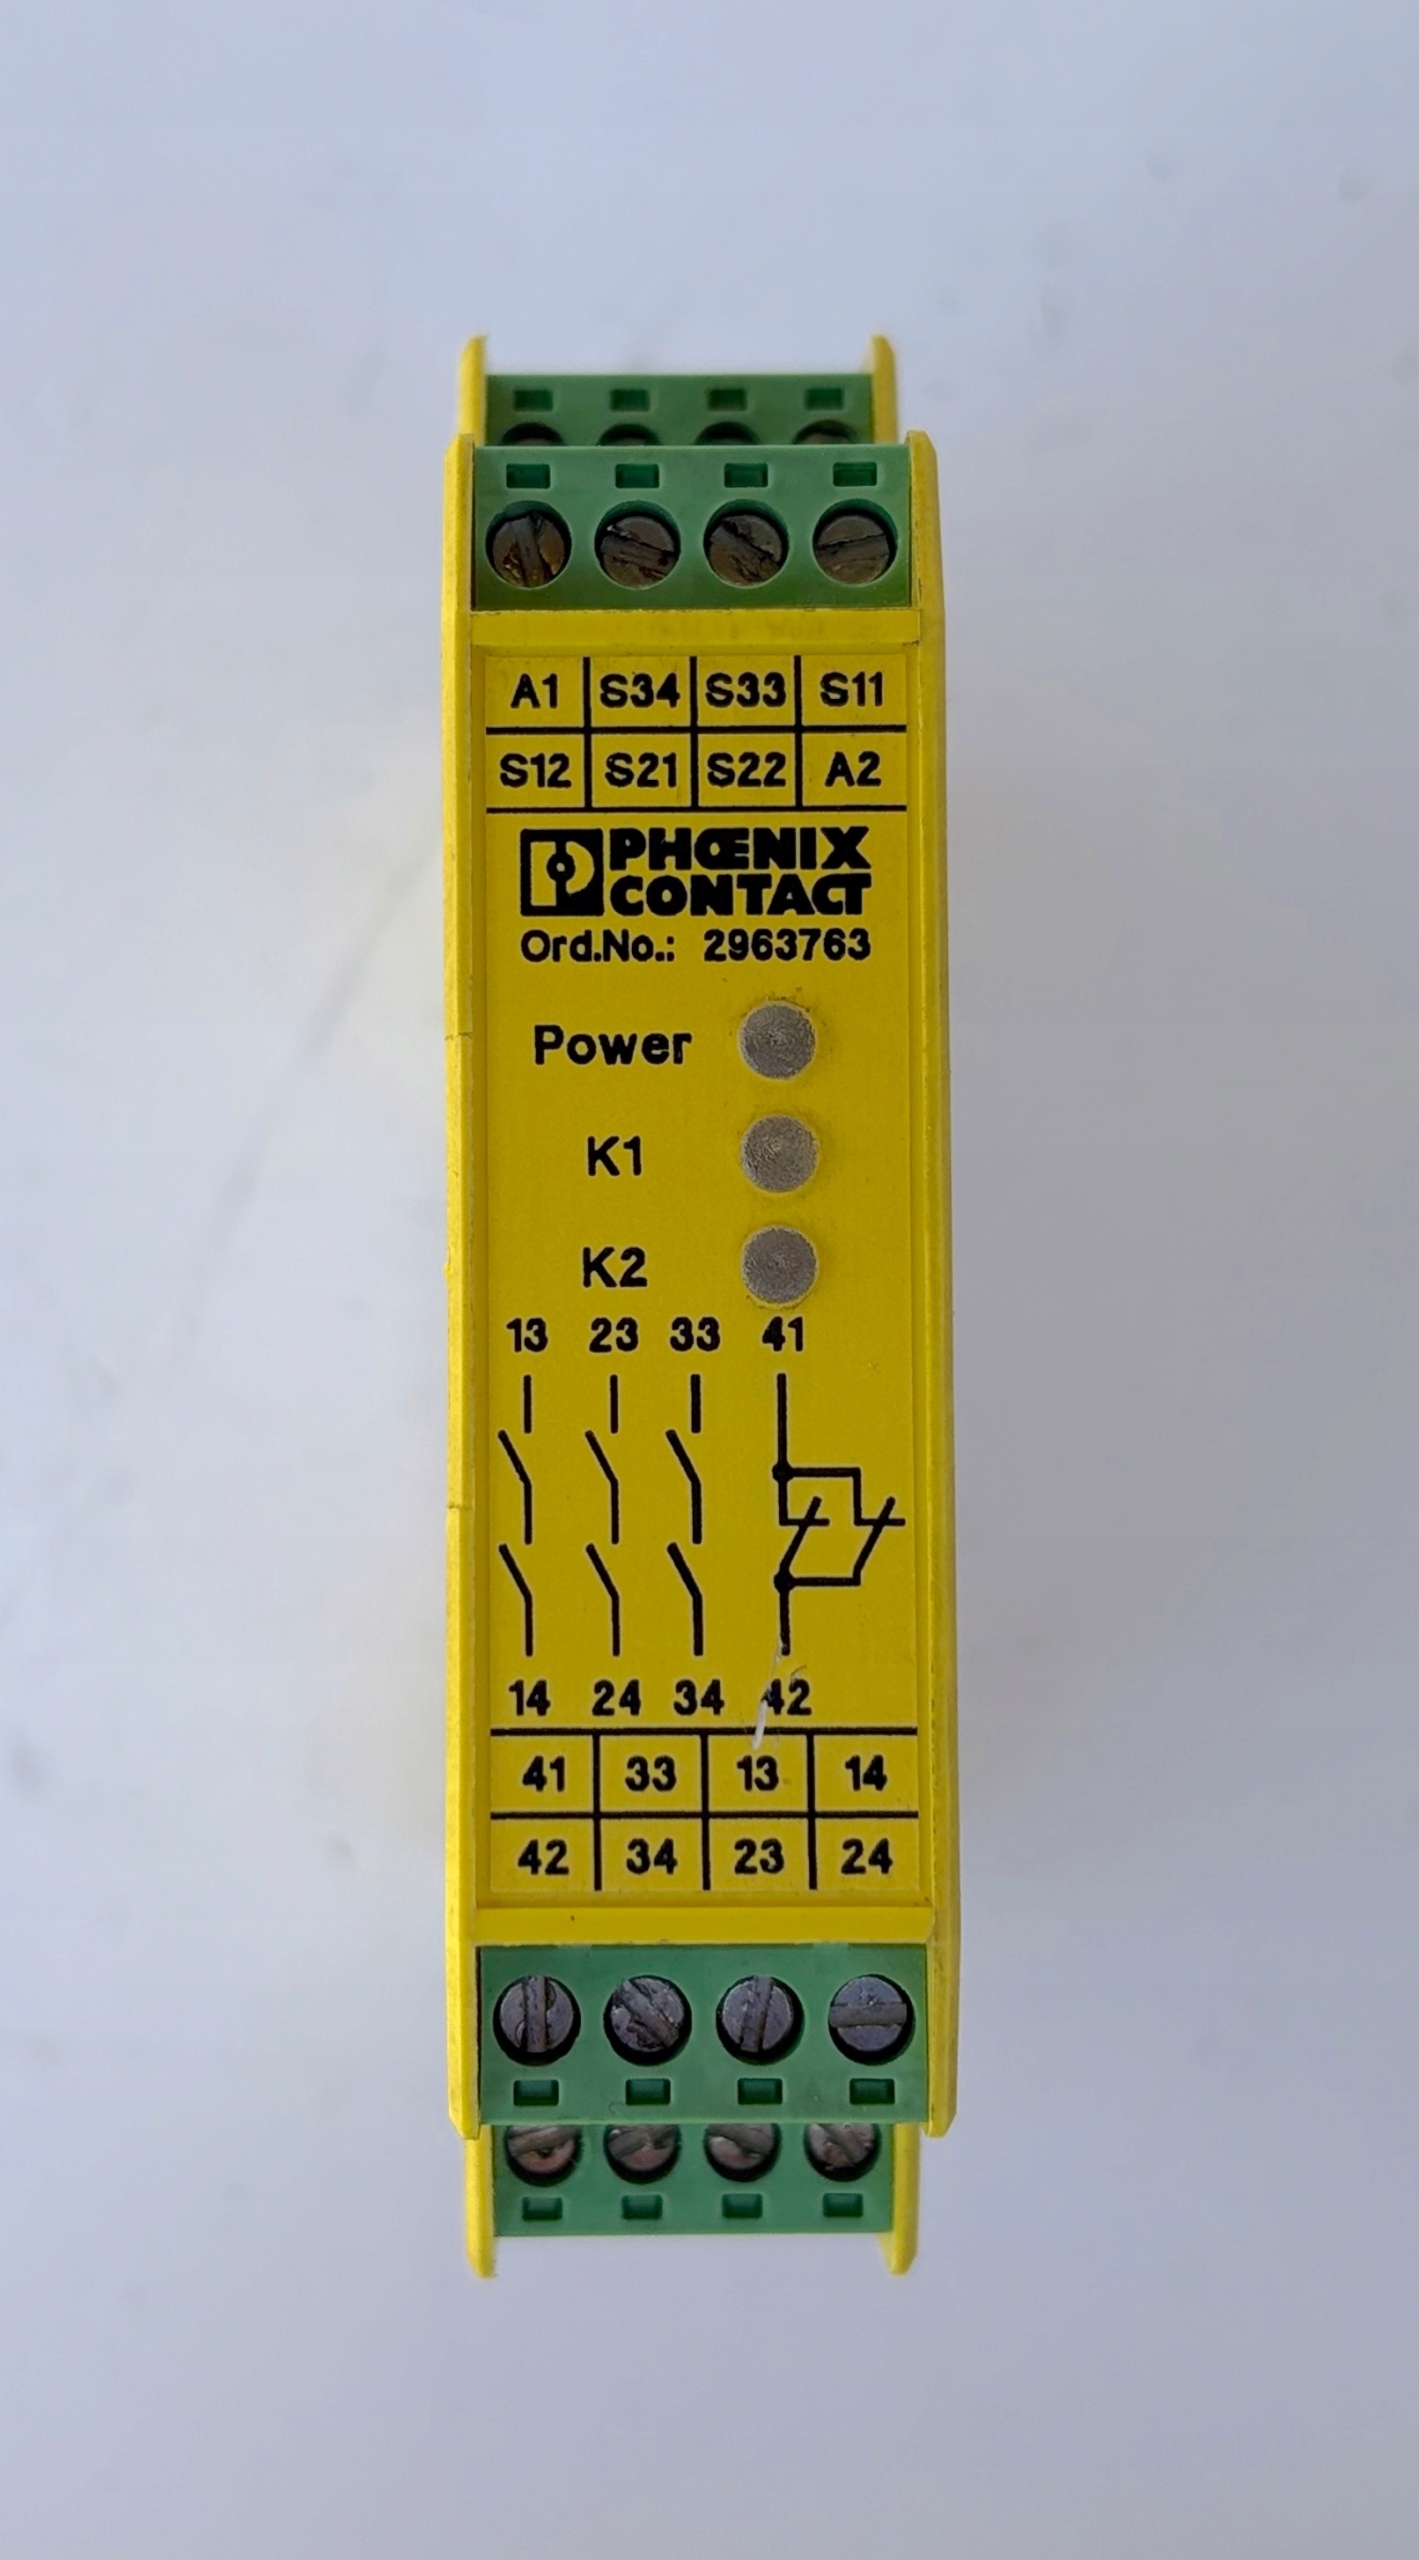 A1 S34 S33 S11
S12 S21 S22 A2
PHŒNIX
CONTACT
Ord.No.: 2963763
Power
K1
K2
13 23 33 41
14 24 34 42
41 33 13 14
42 34 23 24